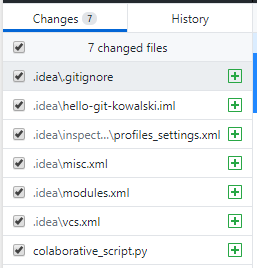 Changes 7 History
7 changed files
.idea\.gitignore
.idea\hello-git-kowalski.iml
.idea\inspect...\profiles_settings.xml
.idea\misc.xml
.idea\modules.xml
.idea\vcs.xml
colaborative_script.py